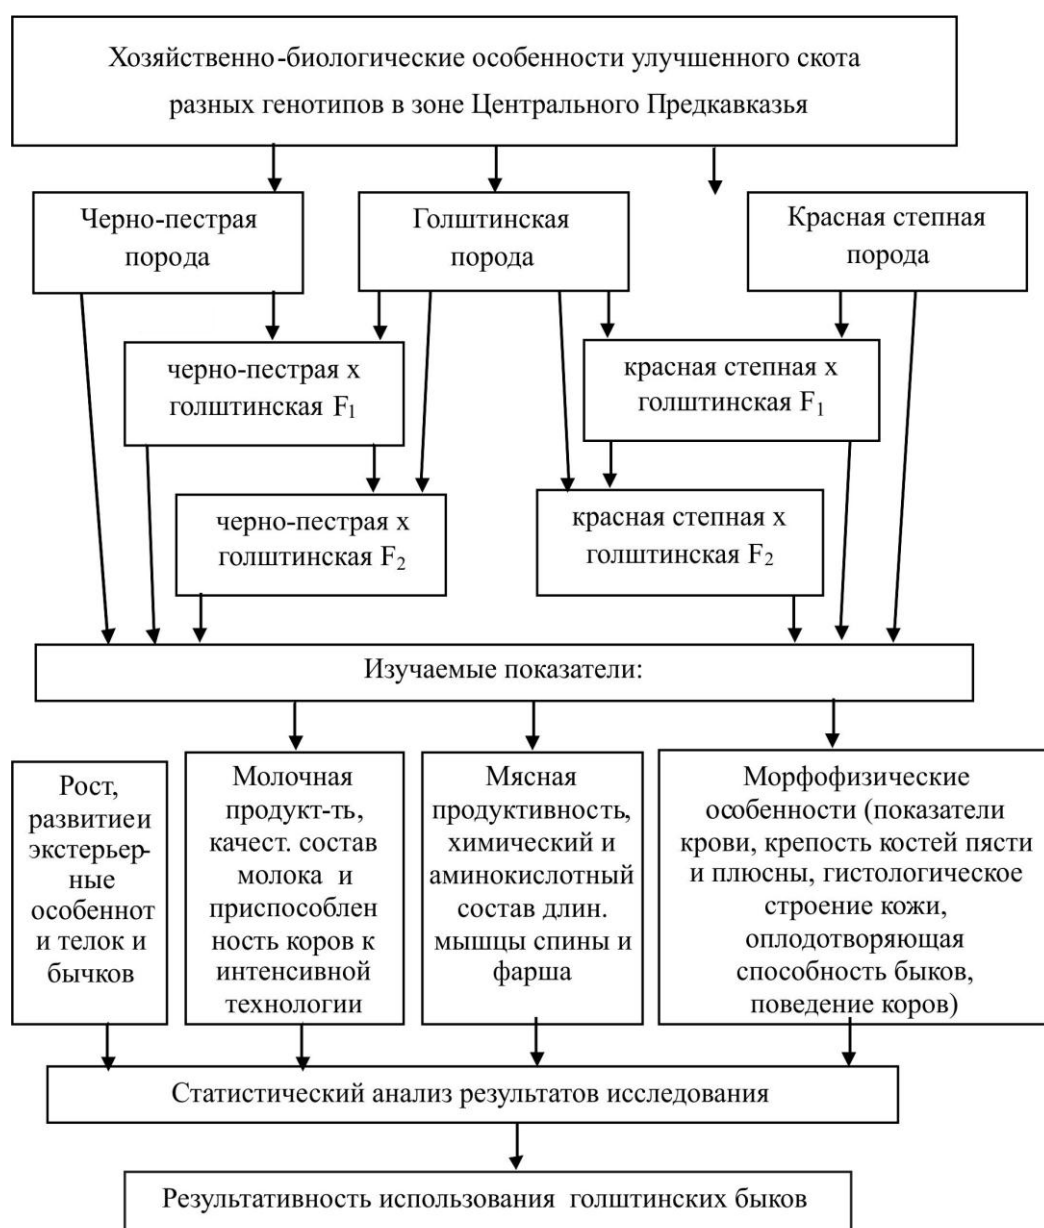 Хозяйственно-биологические особенности улучшенного скота
разных генотипов в зоне Центрального Предкавказья
Черно-пестрая
порода
Голштинская
порода
Красная степная
порода
черно-пестрая х
голштинская F₁
красная степная х
голштинская F₁
черно-пестрая х
голштинская F₂
красная степная х
голштинская F₂
Изучаемые показатели:
Рост,
развитиеи
экстерьер-
ные
особеннот
и телок и
бычков
Молочная
продукт-ть,
качест. состав
молока и
приспособлен
ность коров к
интенсивной
технологии
Мясная
продуктивность,
химический и
аминокислотный
состав длин.
мышцы спины и
фарша
Морфофизические
особенности (показатели
крови, крепость костей пясти
и плюсны, гистологическое
строение кожи,
оплодотворяющая
способность быков,
поведение коров)
Статистический анализ результатов исследования
Результативность использования голштинских быков